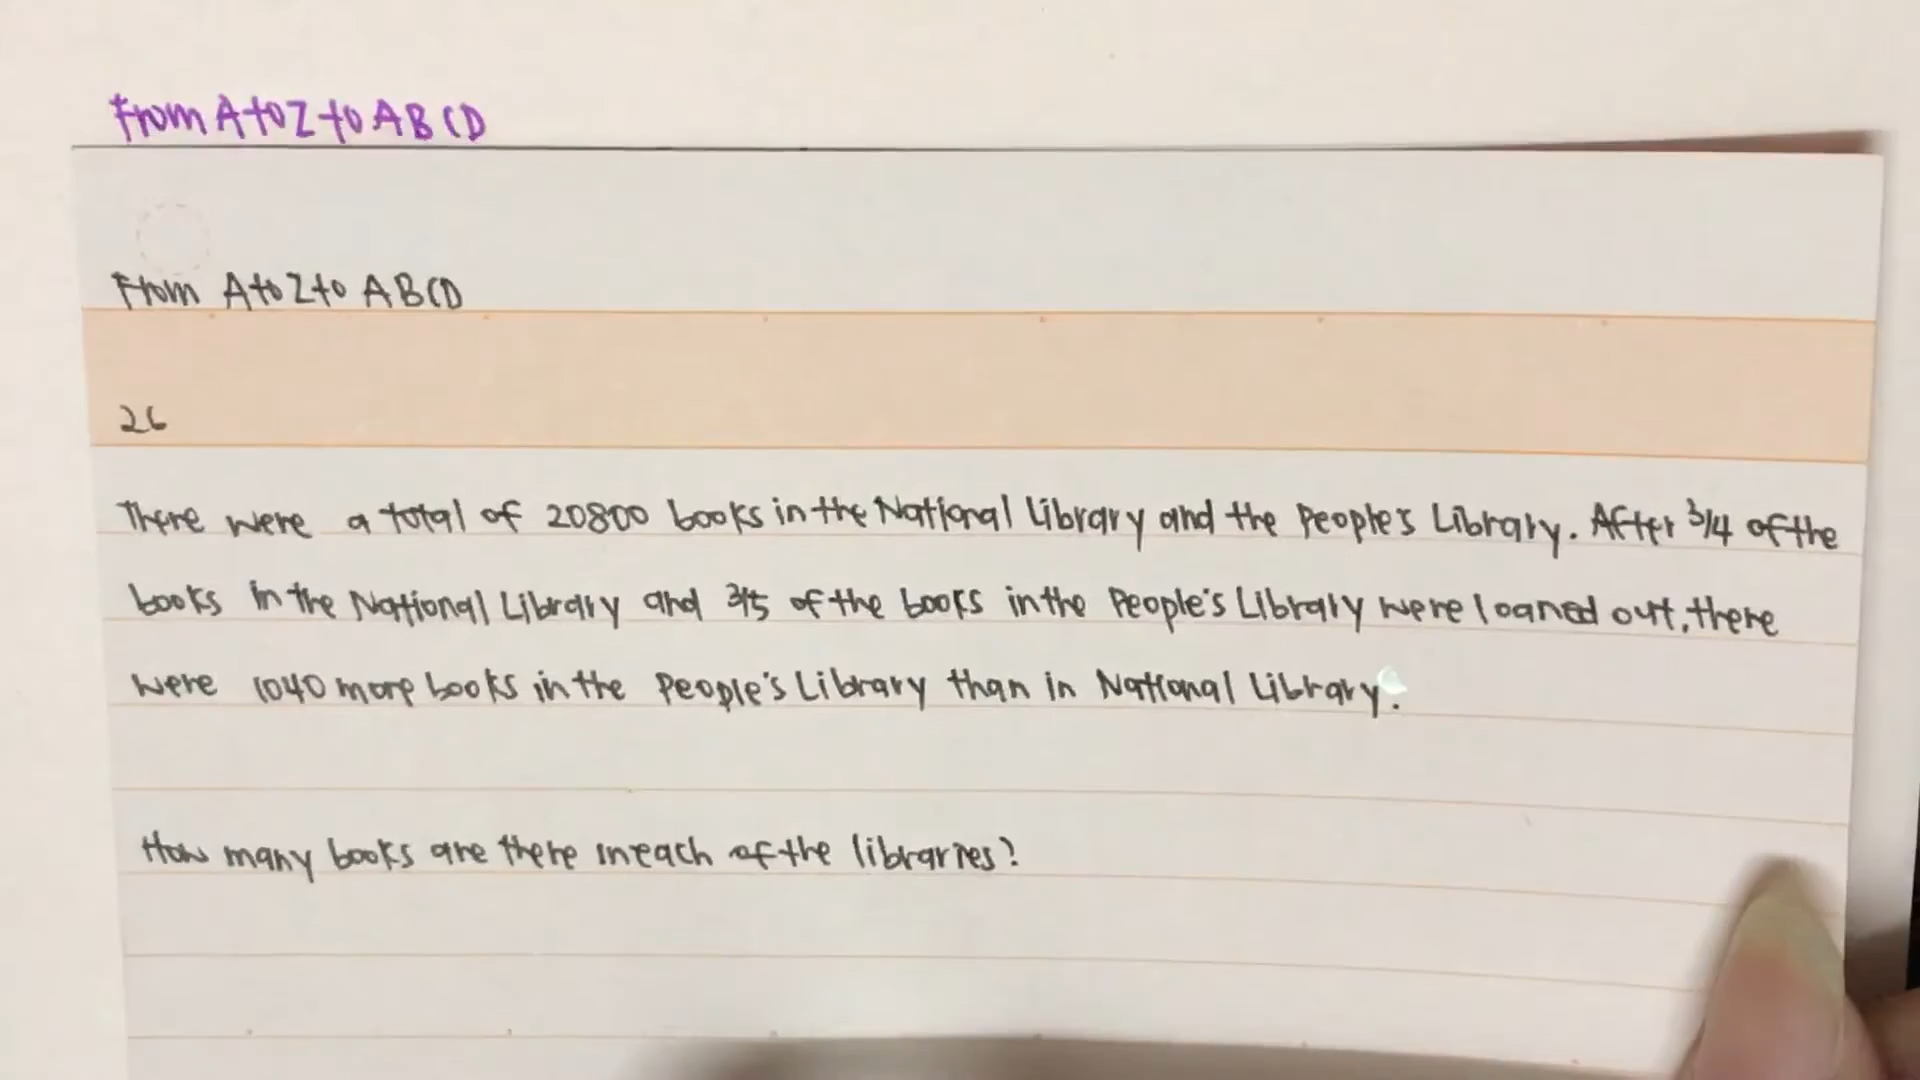 From A to Z to ABCD
From A to Z to ABCD
26
There were a total of 20800 books in the National Library and the People's Library. After 3/4 of the
books in the National Library and 3/5 of the books in the People's Library were loaned out, there
were 1040 more books in the People's Library than in National Library.
How many books are there in each of the libraries?